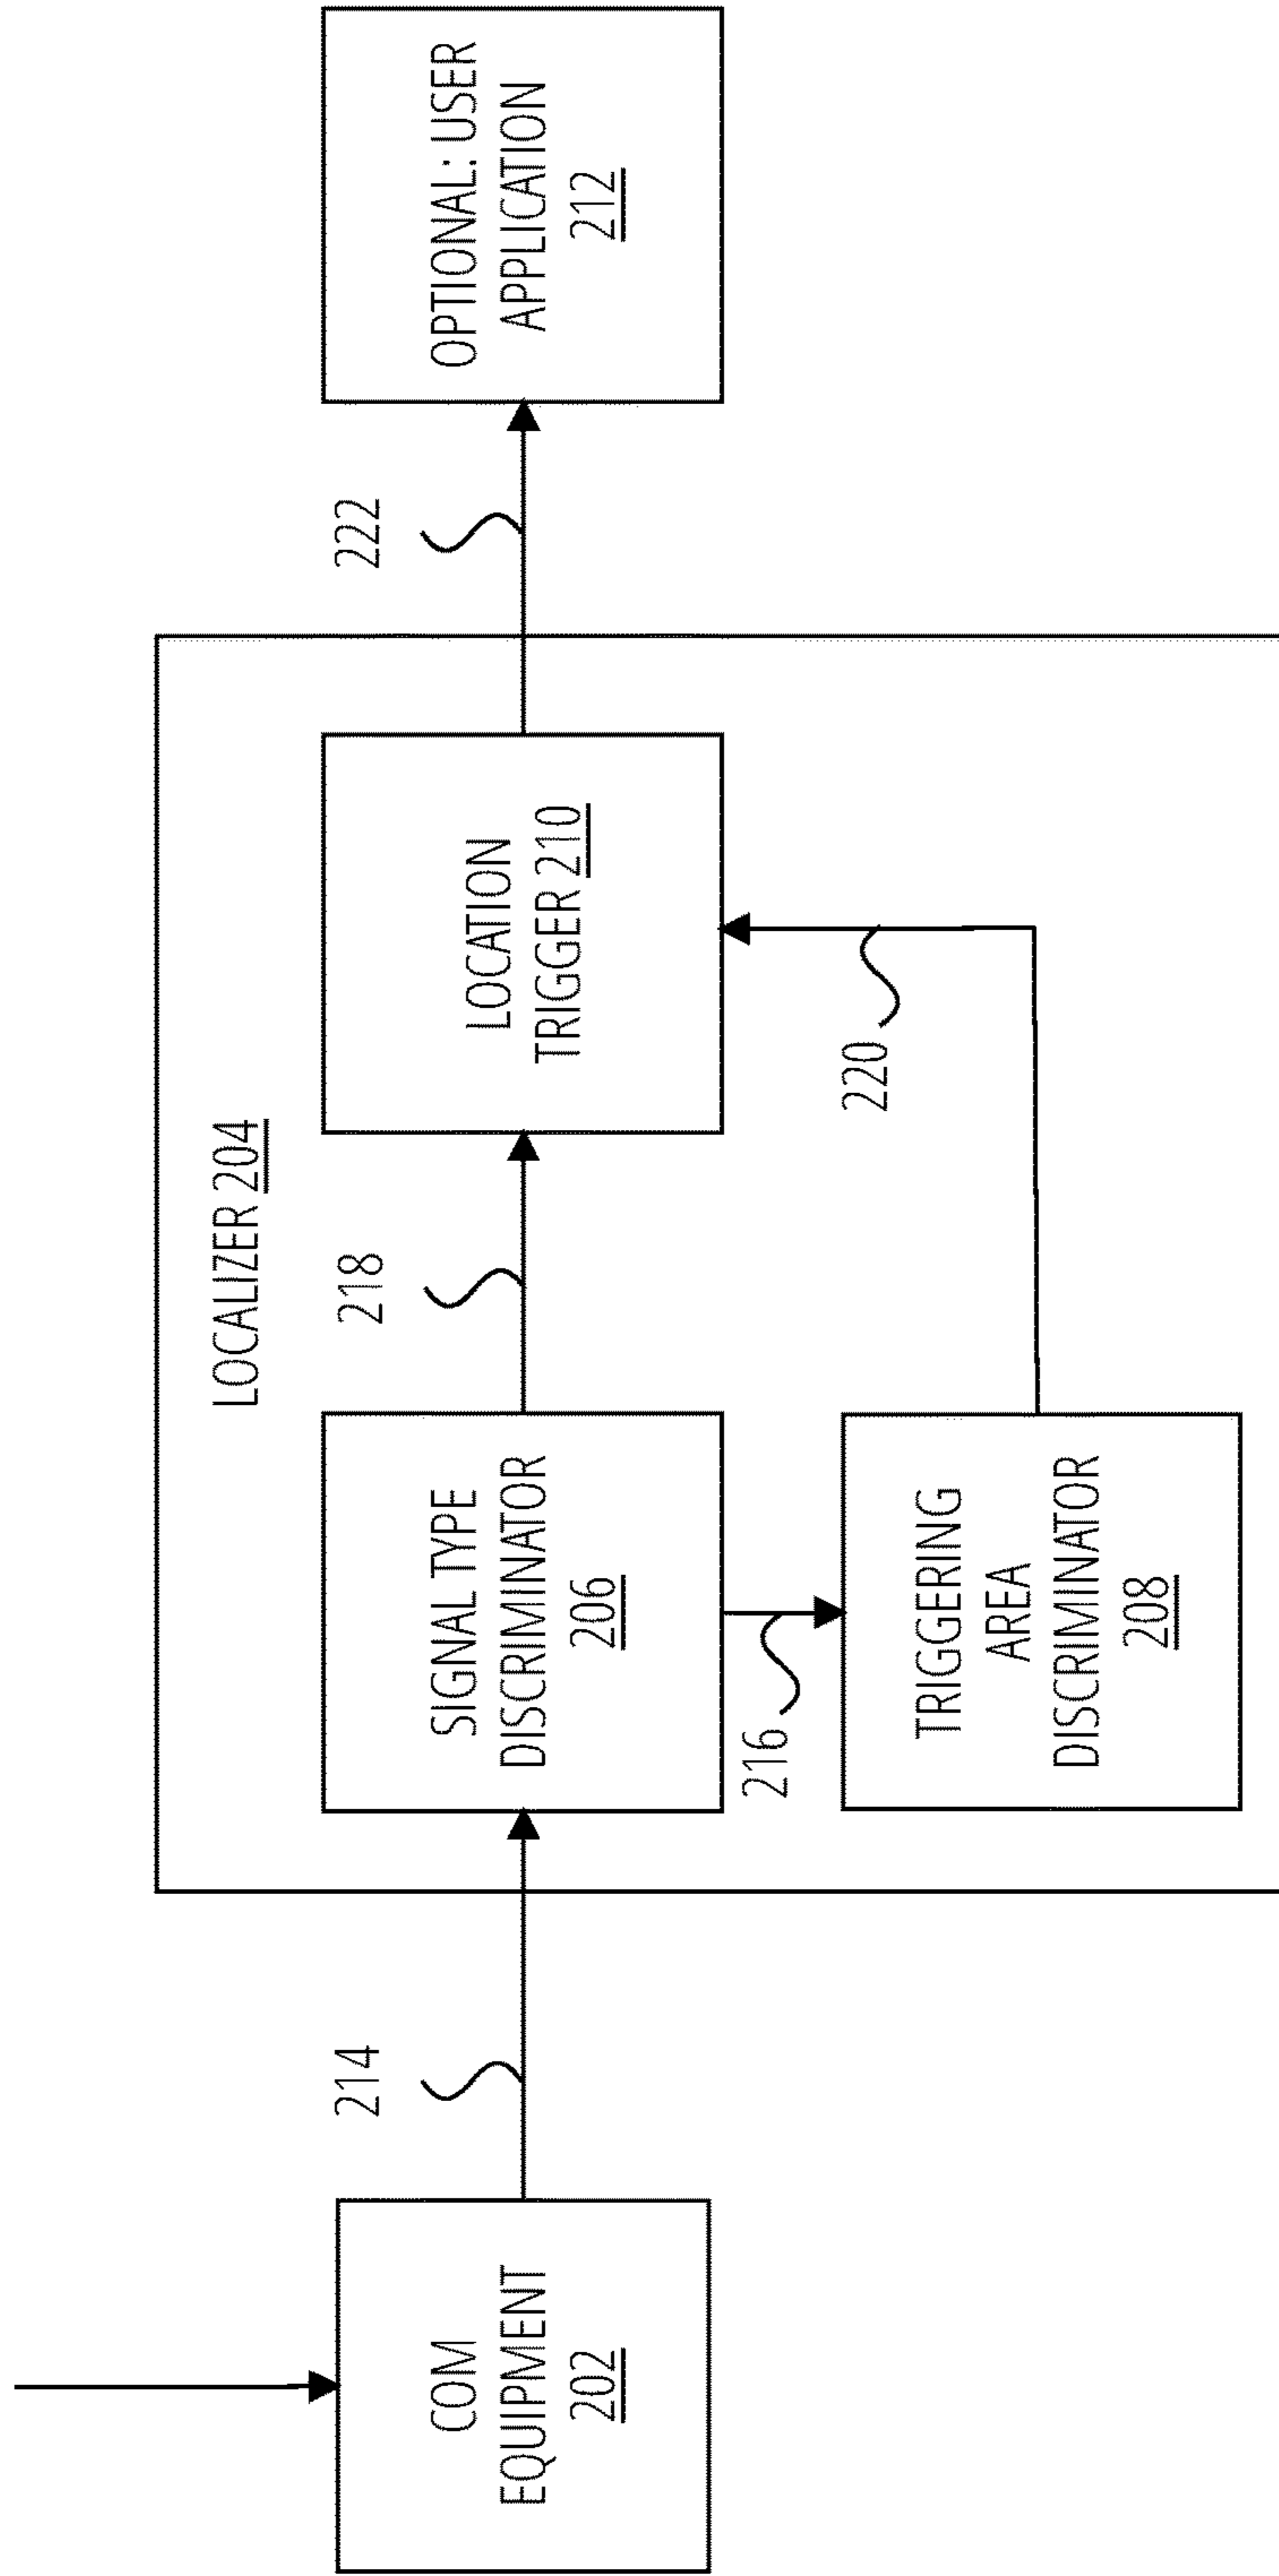 LOCALIZER 204
214
218
222
COM
EQUIPMENT
202
SIGNAL TYPE
DISCRIMINATOR
206
LOCATION
TRIGGER 210
OPTIONAL: USER
APPLICATION
212
216
220
TRIGGERING
AREA
DISCRIMINATOR
208